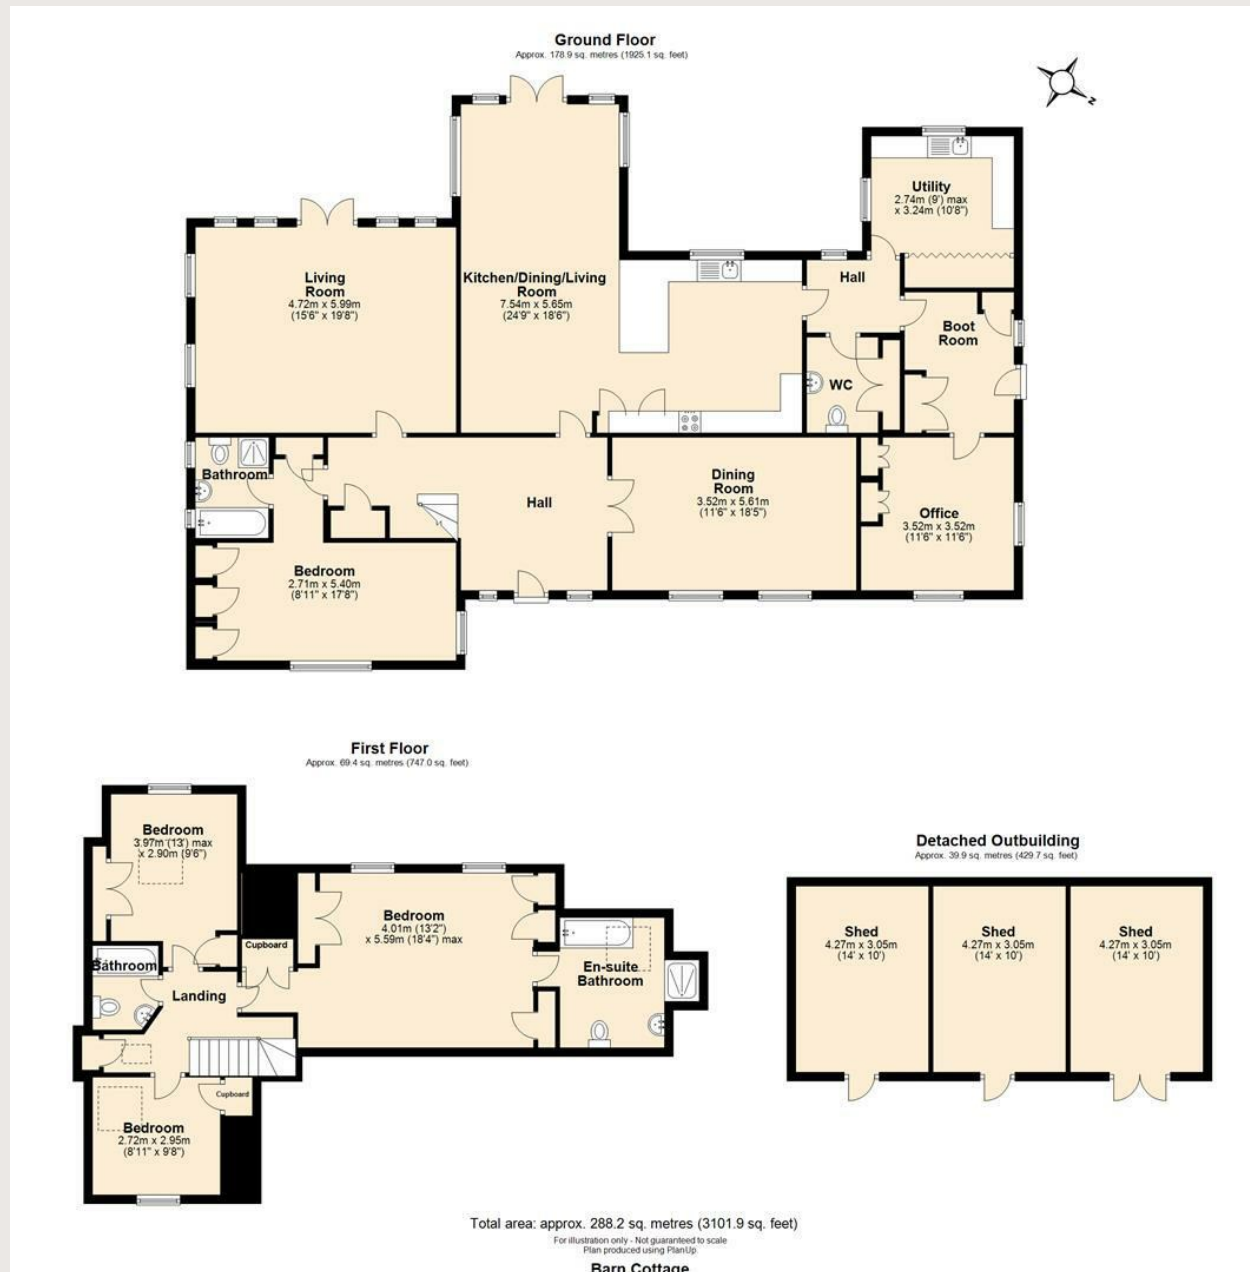 Ground Floor
Approx. 178.9 sq. metres (1925.1 sq. feet)
N
Utility
2.74m (9') max
x 3.24m (10'8")
Living
Room
4.72m x 5.99m
(15'6" x 19'8")
Kitchen/Dining/Living
Room
7.54m x 5.65m
(24'9" x 18'6")
Hall
Boot
Room
WC
Bathroom
Hall
Dining
Room
3.52m x 5.61m
(11'6" x 18'5")
Office
3.52m x 3.52m
(11'6" x 11'6")
Bedroom
2.71m x 5.40m
(8'11" x 17'8")
First Floor
Approx. 69.4 sq. metres (747.0 sq. feet)
Bedroom
3.97m (13') max
x 2.90m (9'6")
Bedroom
4.01m (13'2")
x 5.59m (18'4") max
Cupboard
Bathroom
En-suite
Bathroom
Landing
Cupboard
Bedroom
2.72m x 2.95m
(8'11" x 9'8")
Detached Outbuilding
Approx. 39.9 sq. metres (429.7 sq. feet)
Shed
4.27m x 3.05m
(14' x 10')
Shed
4.27m x 3.05m
(14' x 10')
Shed
4.27m x 3.05m
(14' x 10')
Total area: approx. 288.2 sq. metres (3101.9 sq. feet)
For illustration only - Not guaranteed to scale
Plan produced using PlanUp.
Barn Cottage